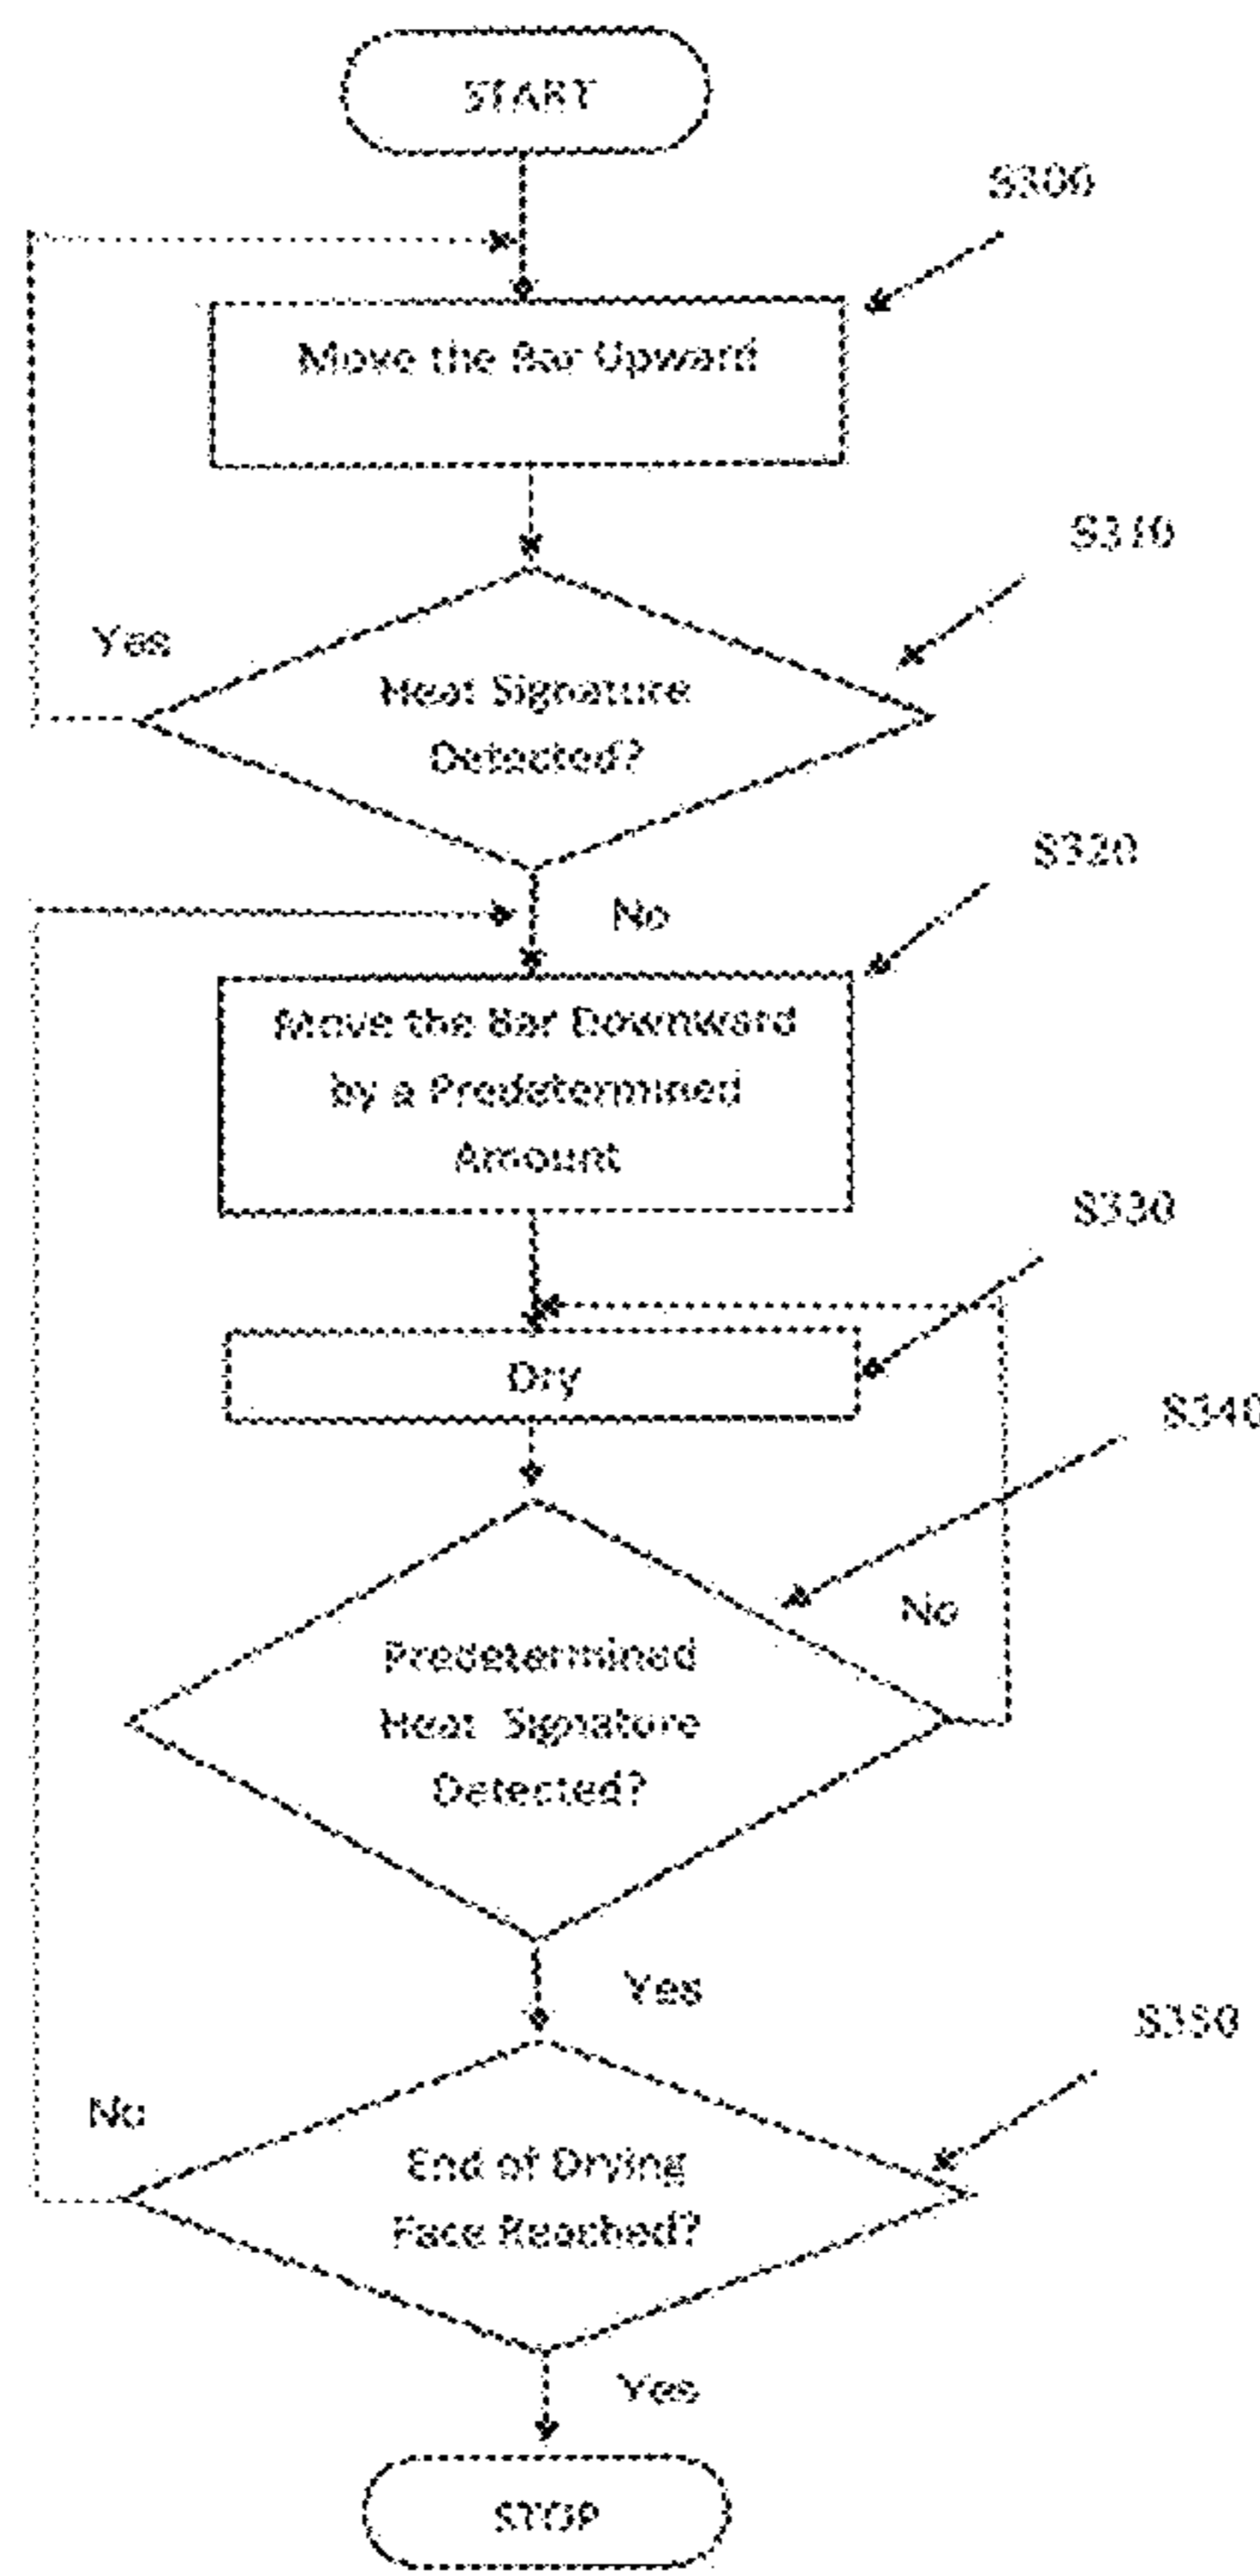 START
S300
Move the Bar Upward
S310
Yes
Heat Signature
Detected?
S320
No
Move the Bar Downward
by a Predetermined
Amount
S330
Dry
S340
No
Predetermined
Heat Signature
Detected?
Yes
S350
No
End of Drying
Face Reached?
Yes
STOP